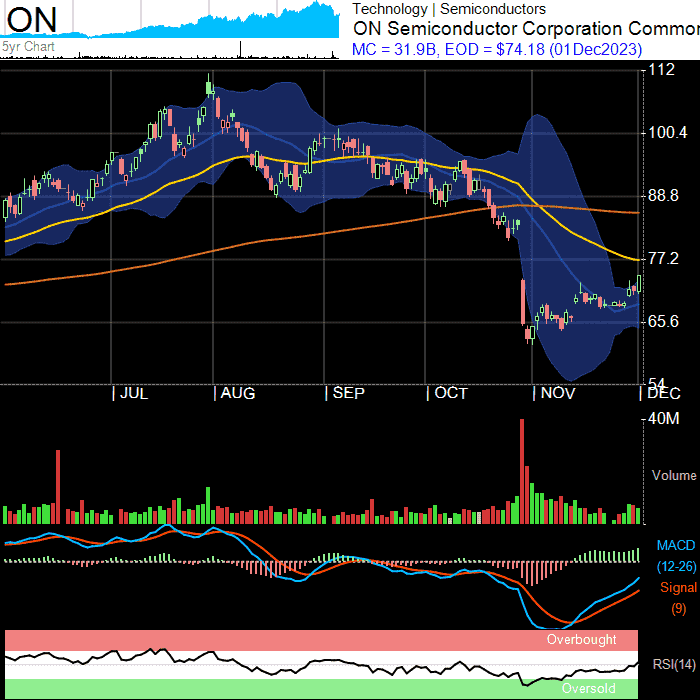 ON
5yr Chart
Technology | Semiconductors
ON Semiconductor Corporation Common
MC = 31.9B, EOD = $74.18 (01Dec2023)
112
100.4
88.8
77.2
65.6
54
JUL
AUG
SEP
OCT
NOV
DEC
40M
Volume
MACD
(12-26)
Signal
(9)
Overbought
RSI(14)
Oversold